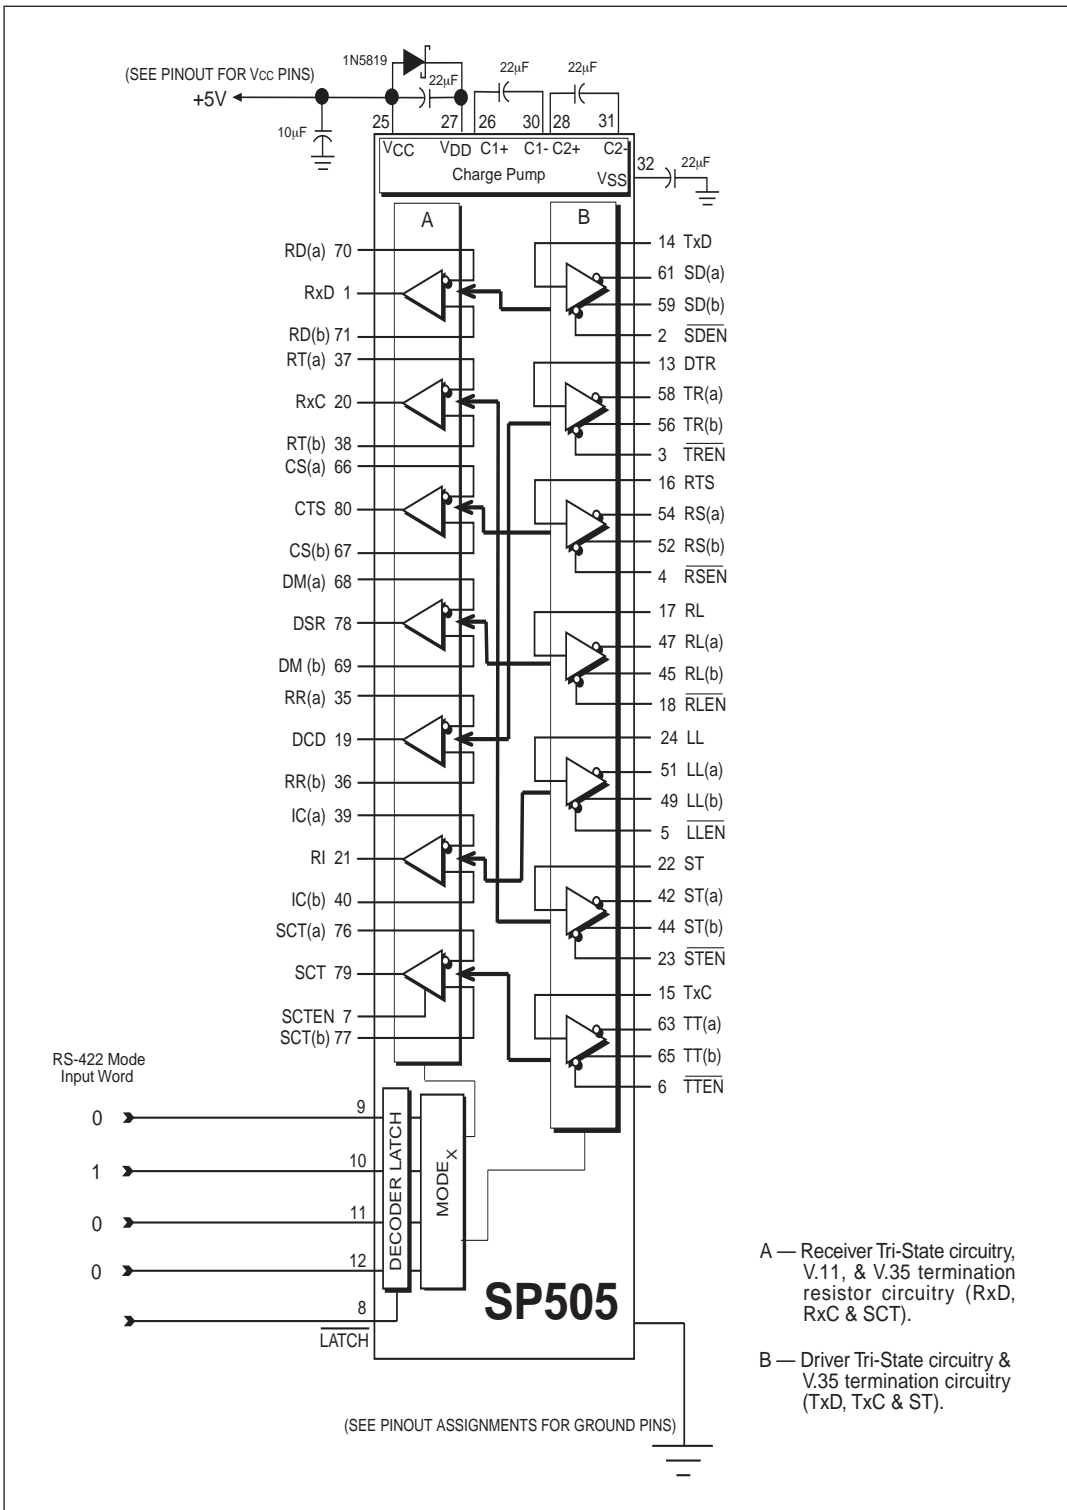 1N5819
(SEE PINOUT FOR VCC PINS)
+5V
22µF
22µF
22µF
10µF
25
27
26
30
28
31
VCC
VDD
C1+
C1-
C2+
C2-
Charge Pump
VSS
32
22µF
A
B
RD(a) 70
RxD 1
RD(b) 71
RT(a) 37
RxC 20
RT(b) 38
CS(a) 66
CTS 80
CS(b) 67
DM(a) 68
DSR 78
DM (b) 69
RR(a) 35
DCD 19
RR(b) 36
IC(a) 39
RI 21
IC(b) 40
SCT(a) 76
SCT 79
SCTEN 7
SCT(b) 77
14 TxD
61 SD(a)
59 SD(b)
2 SDEN
13 DTR
58 TR(a)
56 TR(b)
3 TREN
16 RTS
54 RS(a)
52 RS(b)
4 RSEN
17 RL
47 RL(a)
45 RL(b)
18 RLEN
24 LL
51 LL(a)
49 LL(b)
5 LLEN
22 ST
42 ST(a)
44 ST(b)
23 STEN
15 TxC
63 TT(a)
65 TT(b)
6 TTEN
RS-422 Mode
Input Word
0
9
1
10
0
11
0
12
8
LATCH
DECODER LATCH
MODEX
SP505
A — Receiver Tri-State circuitry,
V.11, & V.35 termination
resistor circuitry (RxD,
RxC & SCT).
B — Driver Tri-State circuitry &
V.35 termination circuitry
(TxD, TxC & ST).
(SEE PINOUT ASSIGNMENTS FOR GROUND PINS)